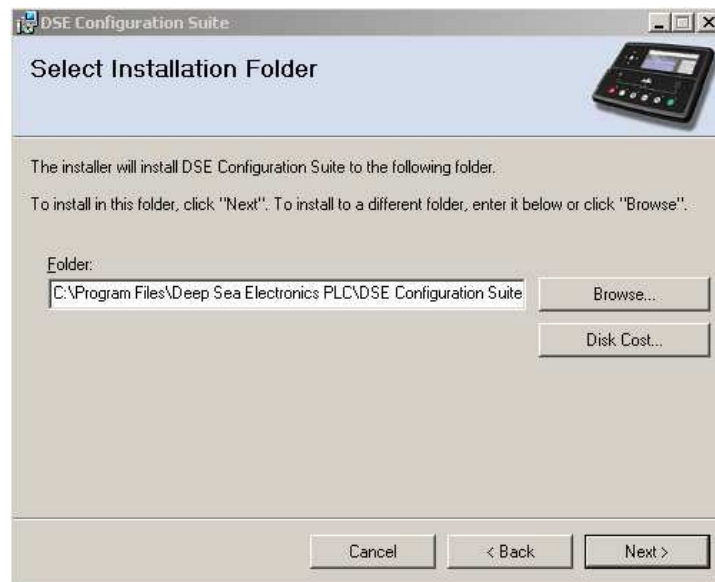 DSE Configuration Suite
Select Installation Folder
The installer will install DSE Configuration Suite to the following folder.
To install in this folder, click "Next". To install to a different folder, enter it below or click "Browse".
Folder:
C:\Program Files\Deep Sea Electronics PLC\DSE Configuration Suite
Browse...
Disk Cost...
Cancel
< Back
Next >